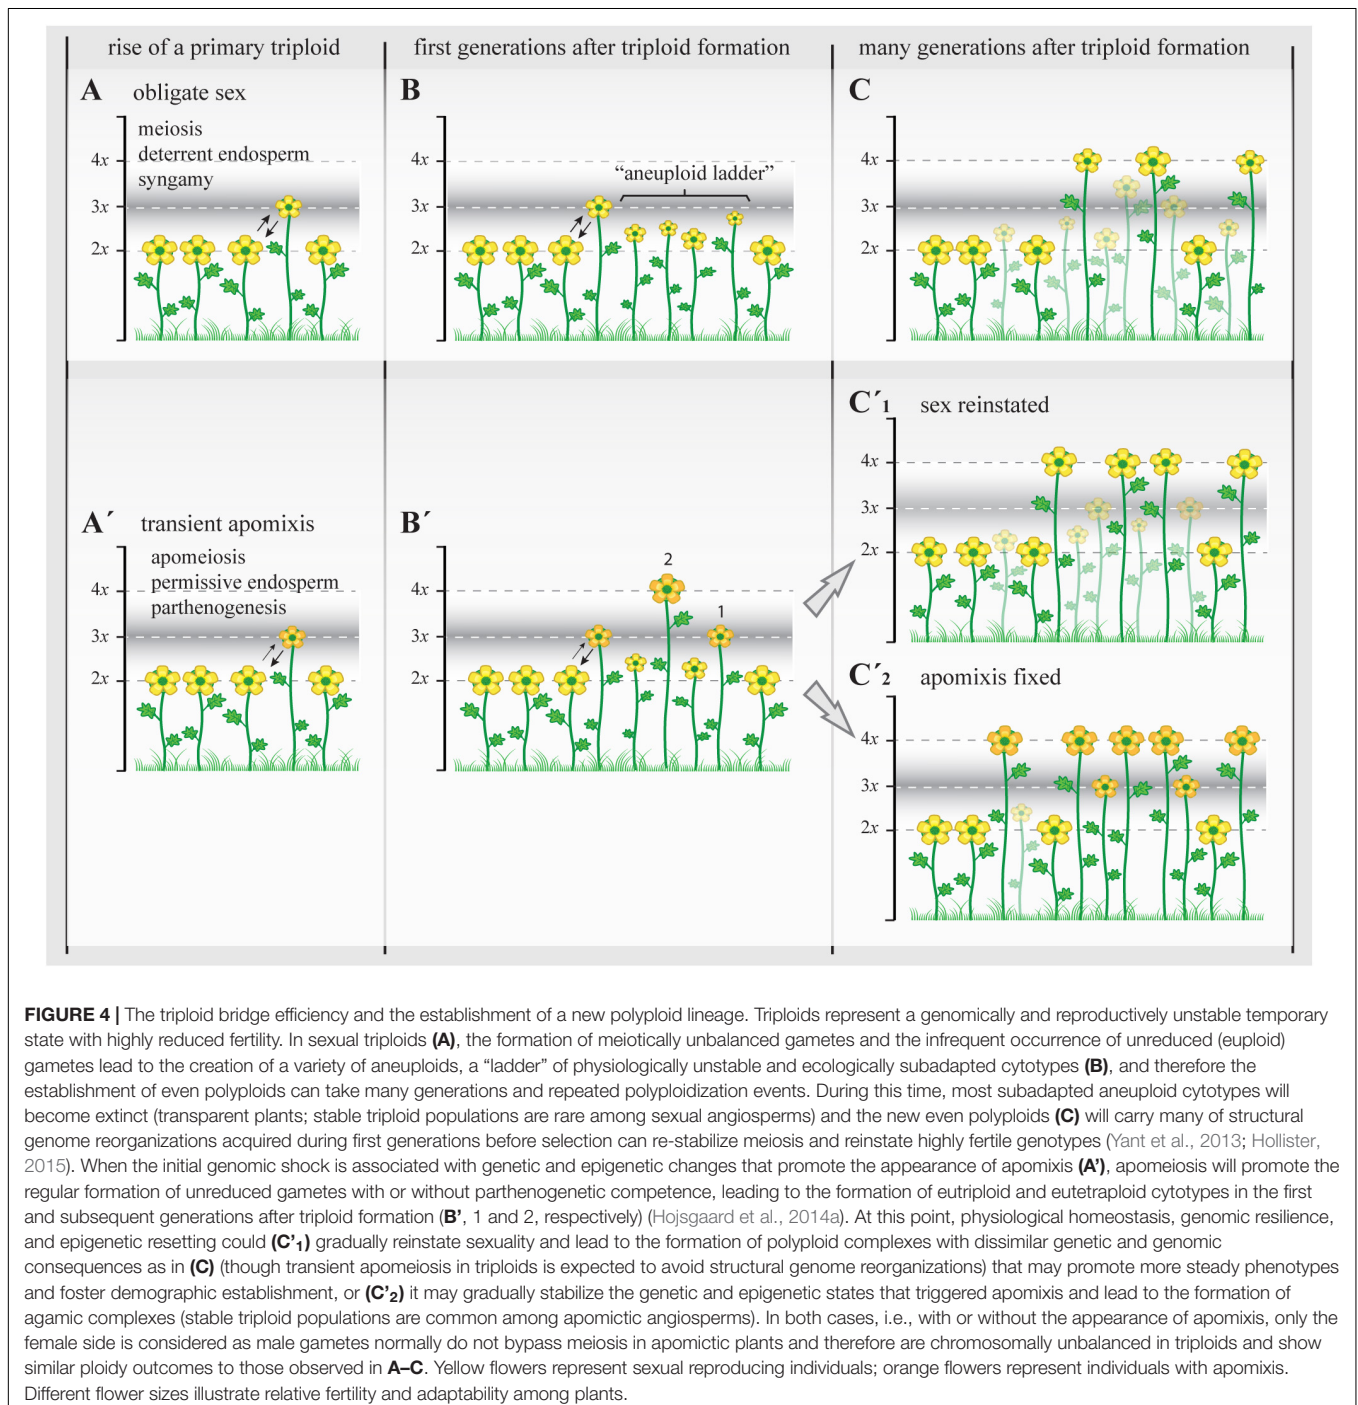 rise of a primary triploid
first generations after triploid formation
many generations after triploid formation
A obligate sex
meiosis
deterrent endosperm
syngamy
4x
3x
2x
B
"aneuploid ladder"
4x
3x
2x
C
4x
3x
2x
A´ transient apomixis
apomeiosis
permissive endosperm
parthenogenesis
4x
3x
2x
B´
2
1
4x
3x
2x
C´1 sex reinstated
4x
3x
2x
C´2 apomixis fixed
4x
3x
2x
FIGURE 4 | The triploid bridge efficiency and the establishment of a new polyploid lineage. Triploids represent a genomically and reproductively unstable temporary
state with highly reduced fertility. In sexual triploids (A), the formation of meiotically unbalanced gametes and the infrequent occurrence of unreduced (euploid)
gametes lead to the creation of a variety of aneuploids, a “ladder” of physiologically unstable and ecologically subadapted cytotypes (B), and therefore the
establishment of even polyploids can take many generations and repeated polyploidization events. During this time, most subadapted aneuploid cytotypes will
become extinct (transparent plants; stable triploid populations are rare among sexual angiosperms) and the new even polyploids (C) will carry many of structural
genome reorganizations acquired during first generations before selection can re-stabilize meiosis and reinstate highly fertile genotypes (Yant et al., 2013; Hollister,
2015). When the initial genomic shock is associated with genetic and epigenetic changes that promote the appearance of apomixis (A’), apomeiosis will promote the
regular formation of unreduced gametes with or without parthenogenetic competence, leading to the formation of eutriploid and eutetraploid cytotypes in the first
and subsequent generations after triploid formation (B’, 1 and 2, respectively) (Hojsgaard et al., 2014a). At this point, physiological homeostasis, genomic resilience,
and epigenetic resetting could (C’1) gradually reinstate sexuality and lead to the formation of polyploid complexes with dissimilar genetic and genomic
consequences as in (C) (though transient apomeiosis in triploids is expected to avoid structural genome reorganizations) that may promote more steady phenotypes
and foster demographic establishment, or (C’2) it may gradually stabilize the genetic and epigenetic states that triggered apomixis and lead to the formation of
agamic complexes (stable triploid populations are common among apomictic angiosperms). In both cases, i.e., with or without the appearance of apomixis, only the
female side is considered as male gametes normally do not bypass meiosis in apomictic plants and therefore are chromosomally unbalanced in triploids and show
similar ploidy outcomes to those observed in A–C. Yellow flowers represent sexual reproducing individuals; orange flowers represent individuals with apomixis.
Different flower sizes illustrate relative fertility and adaptability among plants.